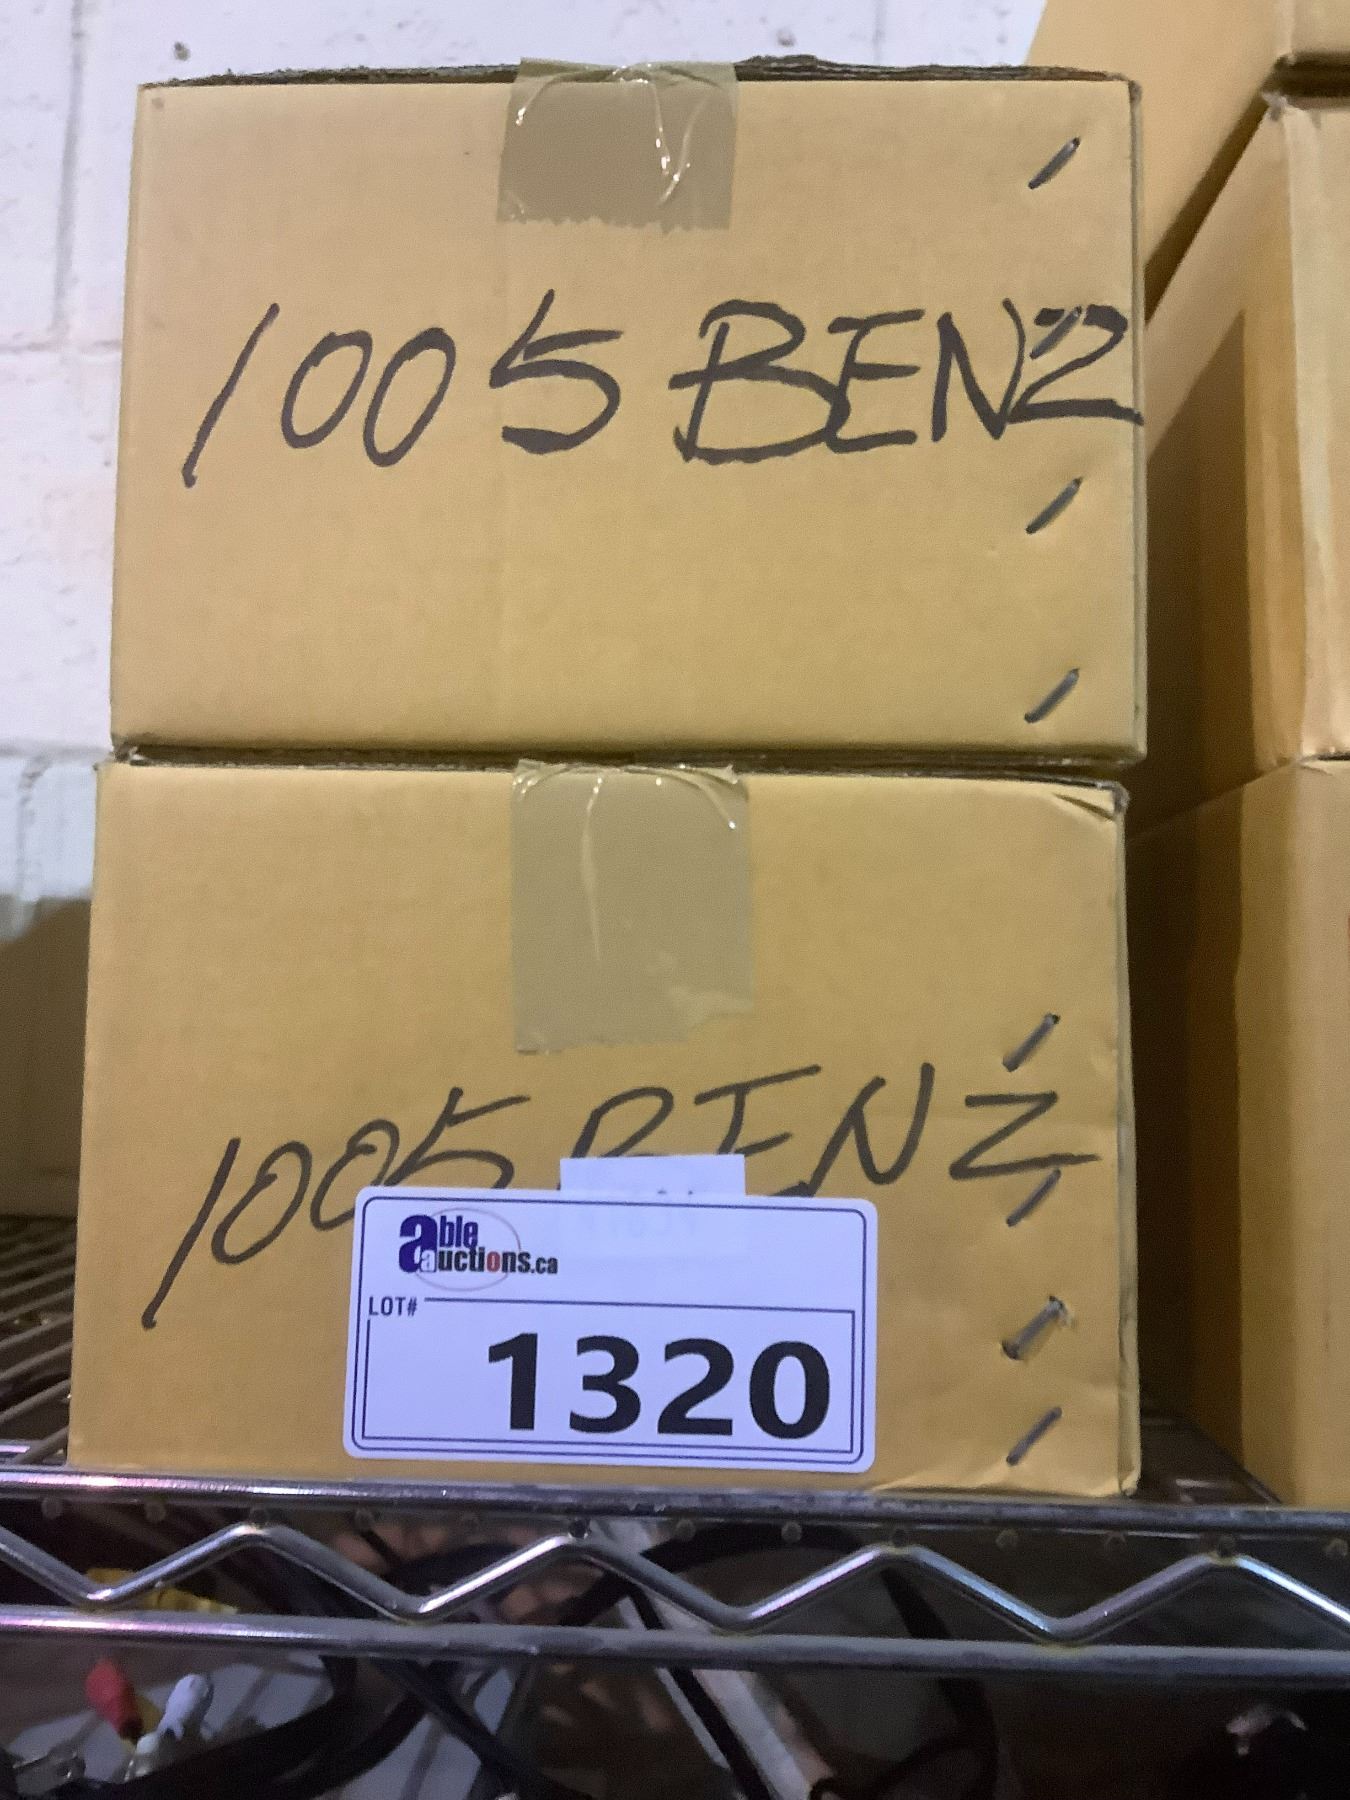 1005 BENZ
1005 BENZ
able
auctions.ca
LOT#
1320